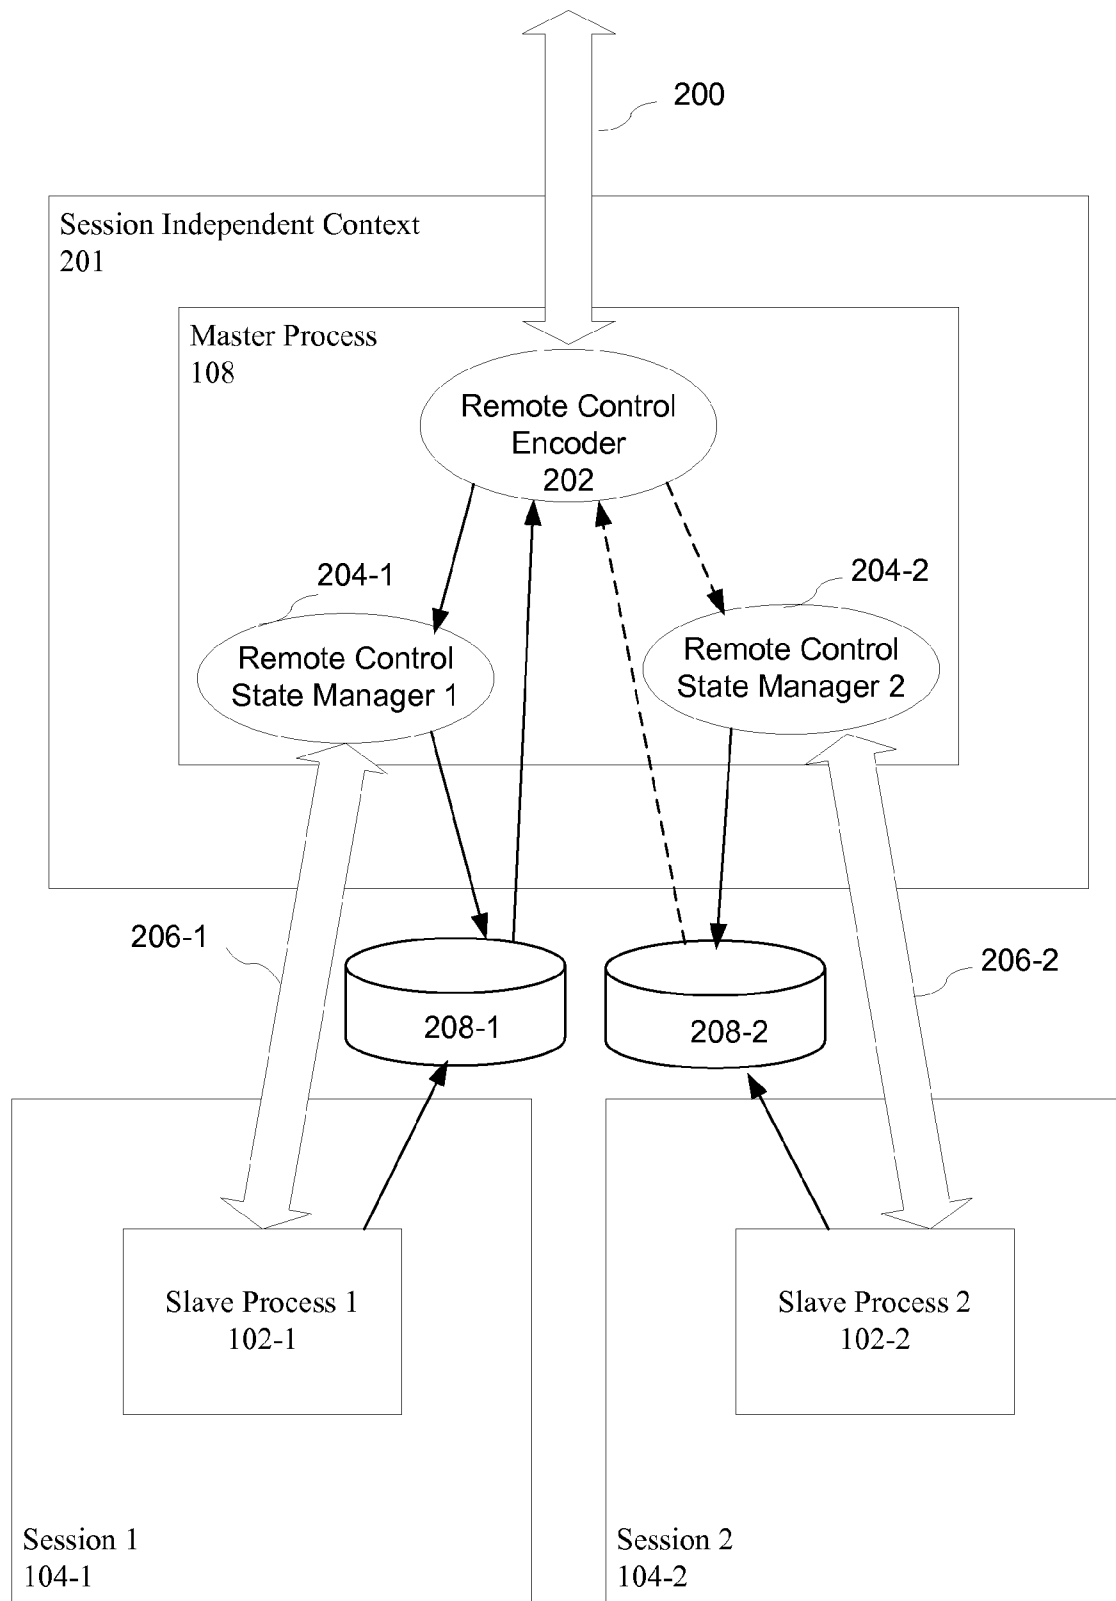 200
Session Independent Context
201
Master Process
108
Remote Control
Encoder
202
204-1
204-2
Remote Control
State Manager 1
Remote Control
State Manager 2
206-1
206-2
208-1
208-2
Slave Process 1
102-1
Slave Process 2
102-2
Session 1
104-1
Session 2
104-2